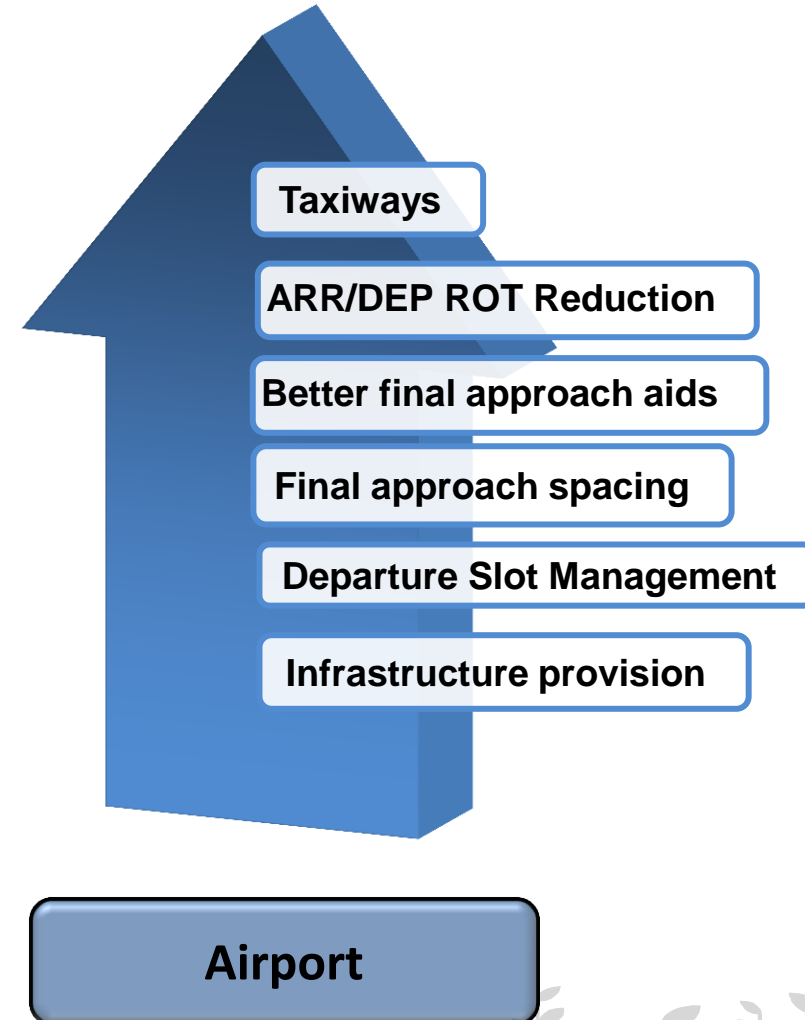 Taxiways
ARR/DEP ROT Reduction
Better final approach aids
Final approach spacing
Departure Slot Management
Infrastructure provision
Airport